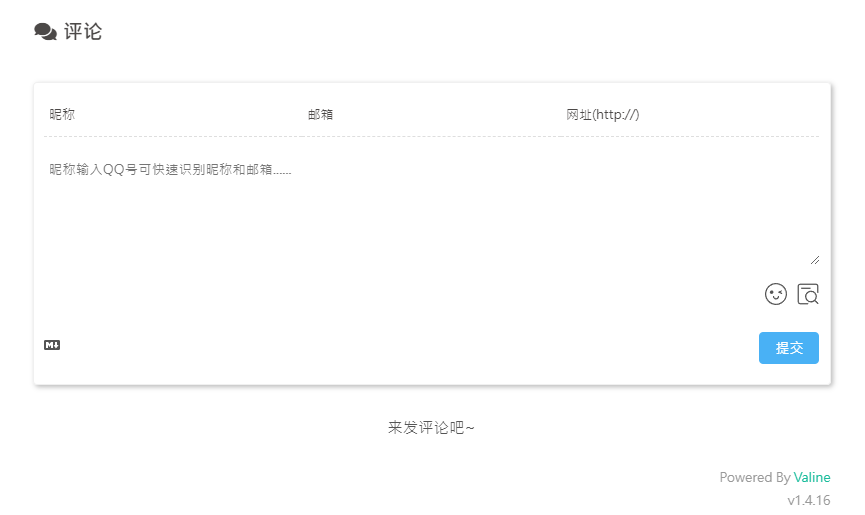 评论
昵称 邮箱 网址(http://)
昵称输入QQ号可快速识别昵称和邮箱......
M↓ 提交
来发评论吧~
Powered By Valine
v1.4.16